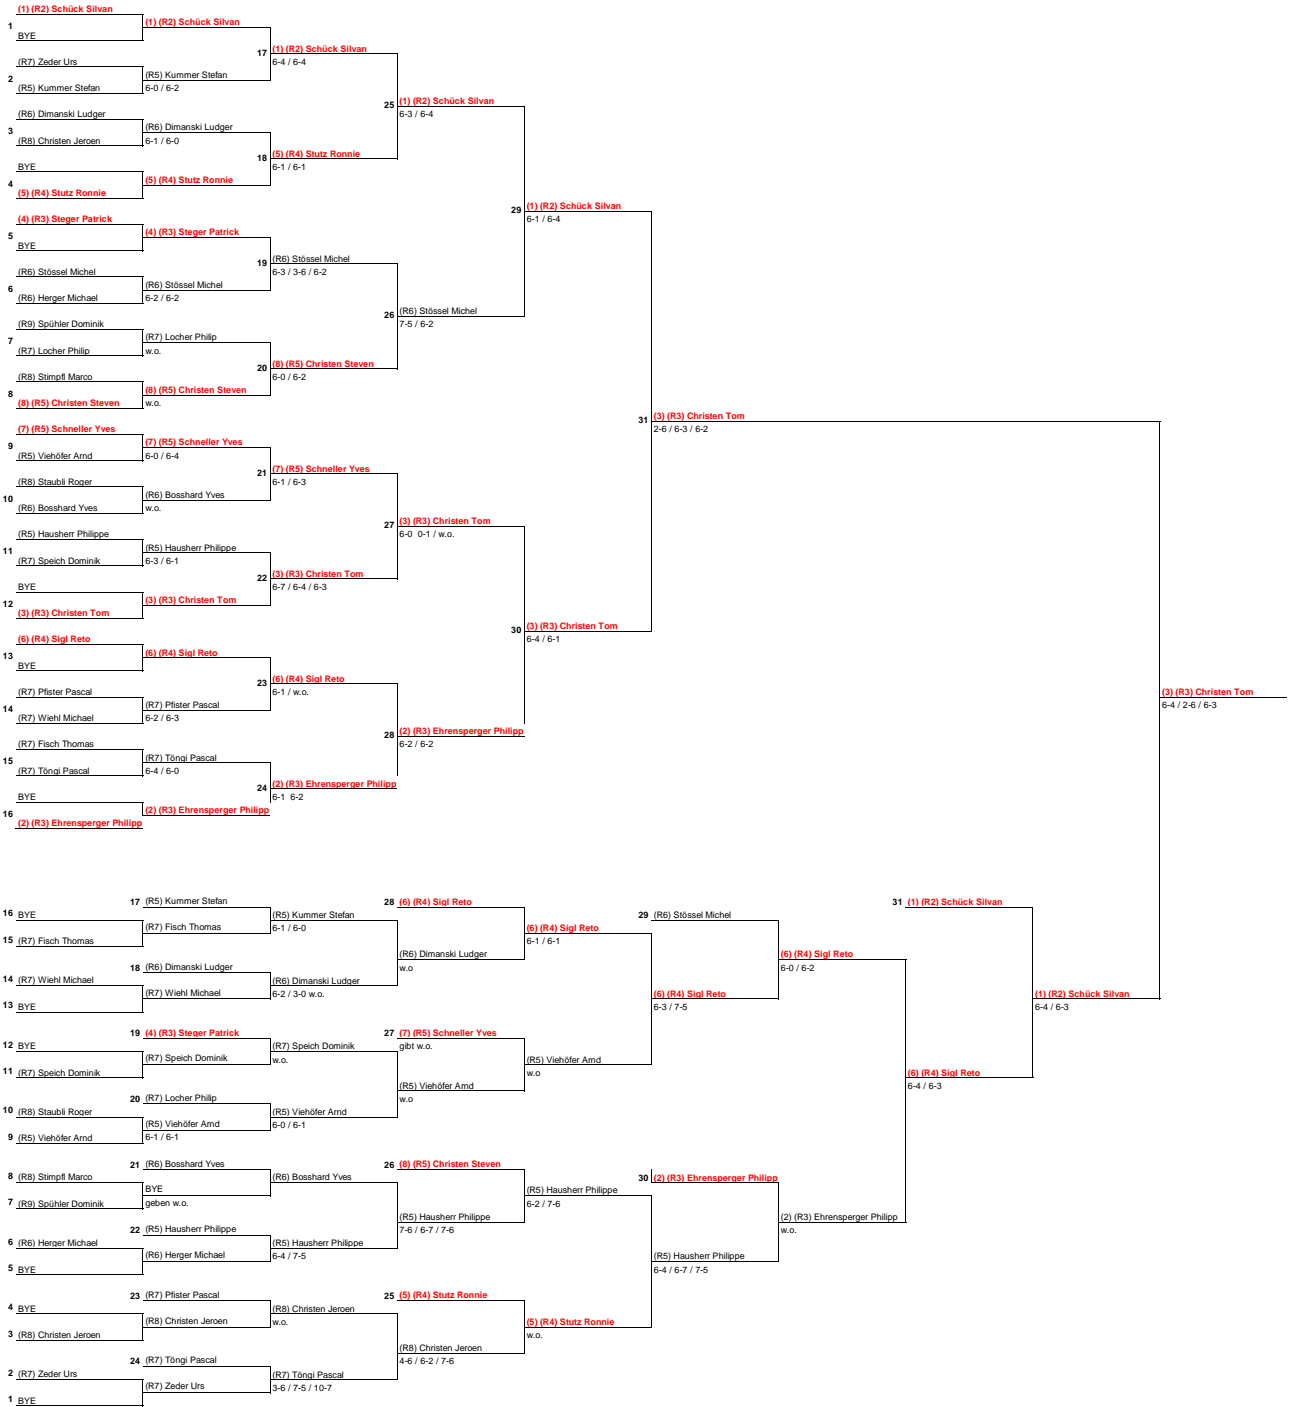 (1) (R2) Schück Silvan
1 (1) (R2) Schück Silvan
BYE
17 (1) (R2) Schück Silvan
6-4 / 6-4
(R7) Zeder Urs
2 (R5) Kummer Stefan
(R5) Kummer Stefan 6-0 / 6-2
25 (1) (R2) Schück Silvan
6-3 / 6-4
(R6) Dimanski Ludger
3 (R6) Dimanski Ludger
(R8) Christen Jeroen 6-1 / 6-0
18 (5) (R4) Stutz Ronnie
6-1 / 6-1
BYE
4 (5) (R4) Stutz Ronnie
(5) (R4) Stutz Ronnie
29 (1) (R2) Schück Silvan
6-1 / 6-4
(4) (R3) Steger Patrick
5 (4) (R3) Steger Patrick
BYE
19 (R6) Stössel Michel
6-3 / 3-6 / 6-2
(R6) Stössel Michel
6 (R6) Stössel Michel
(R6) Herger Michael 6-2 / 6-2
26 (R6) Stössel Michel
7-5 / 6-2
(R9) Spühler Dominik
7 (R7) Locher Philip
(R7) Locher Philip w.o.
20 (8) (R5) Christen Steven
6-0 / 6-2
(R8) Stimpfl Marco
8 (8) (R5) Christen Steven
(8) (R5) Christen Steven w.o.
31 (3) (R3) Christen Tom
2-6 / 6-3 / 6-2
(7) (R5) Schneller Yves
9 (7) (R5) Schneller Yves
(R5) Viehöfer Arnd 6-0 / 6-4
21 (7) (R5) Schneller Yves
6-1 / 6-3
(R8) Staubli Roger
10 (R6) Bosshard Yves
(R6) Bosshard Yves w.o.
27 (3) (R3) Christen Tom
6-0 0-1 / w.o.
(R5) Hausherr Philippe
11 (R5) Hausherr Philippe
(R7) Speich Dominik 6-3 / 6-1
22 (3) (R3) Christen Tom
6-7 / 6-4 / 6-3
BYE
12 (3) (R3) Christen Tom
(3) (R3) Christen Tom
30 (3) (R3) Christen Tom
6-4 / 6-1
(6) (R4) Sigl Reto
13 (6) (R4) Sigl Reto
BYE
23 (6) (R4) Sigl Reto
6-1 / w.o.
(R7) Pfister Pascal
14 (R7) Pfister Pascal
(R7) Wiehl Michael 6-2 / 6-3
(3) (R3) Christen Tom
6-4 / 2-6 / 6-3
28 (2) (R3) Ehrensperger Philipp
6-2 / 6-2
(R7) Fisch Thomas
15 (R7) Töngi Pascal
(R7) Töngi Pascal 6-4 / 6-0
24 (2) (R3) Ehrensperger Philipp
6-1 6-2
BYE
16 (2) (R3) Ehrensperger Philipp
(2) (R3) Ehrensperger Philipp
17 (R5) Kummer Stefan 28 (6) (R4) Sigl Reto 31 (1) (R2) Schück Silvan
16 BYE (R5) Kummer Stefan 29 (R6) Stössel Michel
(R7) Fisch Thomas 6-1 / 6-0 (6) (R4) Sigl Reto
15 (R7) Fisch Thomas 6-1 / 6-1
(R6) Dimanski Ludger (6) (R4) Sigl Reto
18 (R6) Dimanski Ludger w.o 6-0 / 6-2
14 (R7) Wiehl Michael (R6) Dimanski Ludger
(R7) Wiehl Michael 6-2 / 3-0 w.o. (6) (R4) Sigl Reto (1) (R2) Schück Silvan
13 BYE 6-3 / 7-5 6-4 / 6-3
19 (4) (R3) Steger Patrick 27 (7) (R5) Schneller Yves
12 BYE (R7) Speich Dominik gibt w.o.
(R7) Speich Dominik w.o. (R5) Viehöfer Arnd
11 (R7) Speich Dominik w.o (6) (R4) Sigl Reto
(R5) Viehöfer Arnd 6-4 / 6-3
20 (R7) Locher Philip w.o
10 (R8) Staubli Roger (R5) Viehöfer Arnd
(R5) Viehöfer Arnd 6-0 / 6-1
9 (R5) Viehöfer Arnd 6-1 / 6-1
21 (R6) Bosshard Yves 26 (8) (R5) Christen Steven
8 (R8) Stimpfl Marco (R6) Bosshard Yves 30 (2) (R3) Ehrensperger Philipp
BYE (R5) Hausherr Philippe
7 (R9) Spühler Dominik geben w.o. 6-2 / 7-6
(R5) Hausherr Philippe (2) (R3) Ehrensperger Philipp
22 (R5) Hausherr Philippe 7-6 / 6-7 / 7-6 w.o.
6 (R6) Herger Michael (R5) Hausherr Philippe
(R6) Herger Michael 6-4 / 7-5 (R5) Hausherr Philippe
5 BYE 6-4 / 6-7 / 7-5
23 (R7) Pfister Pascal 25 (5) (R4) Stutz Ronnie
4 BYE (R8) Christen Jeroen
(R8) Christen Jeroen w.o. (5) (R4) Stutz Ronnie
3 (R8) Christen Jeroen w.o.
(R8) Christen Jeroen
24 (R7) Töngi Pascal 4-6 / 6-2 / 7-6
2 (R7) Zeder Urs (R7) Töngi Pascal
(R7) Zeder Urs 3-6 / 7-5 / 10-7
1 BYE